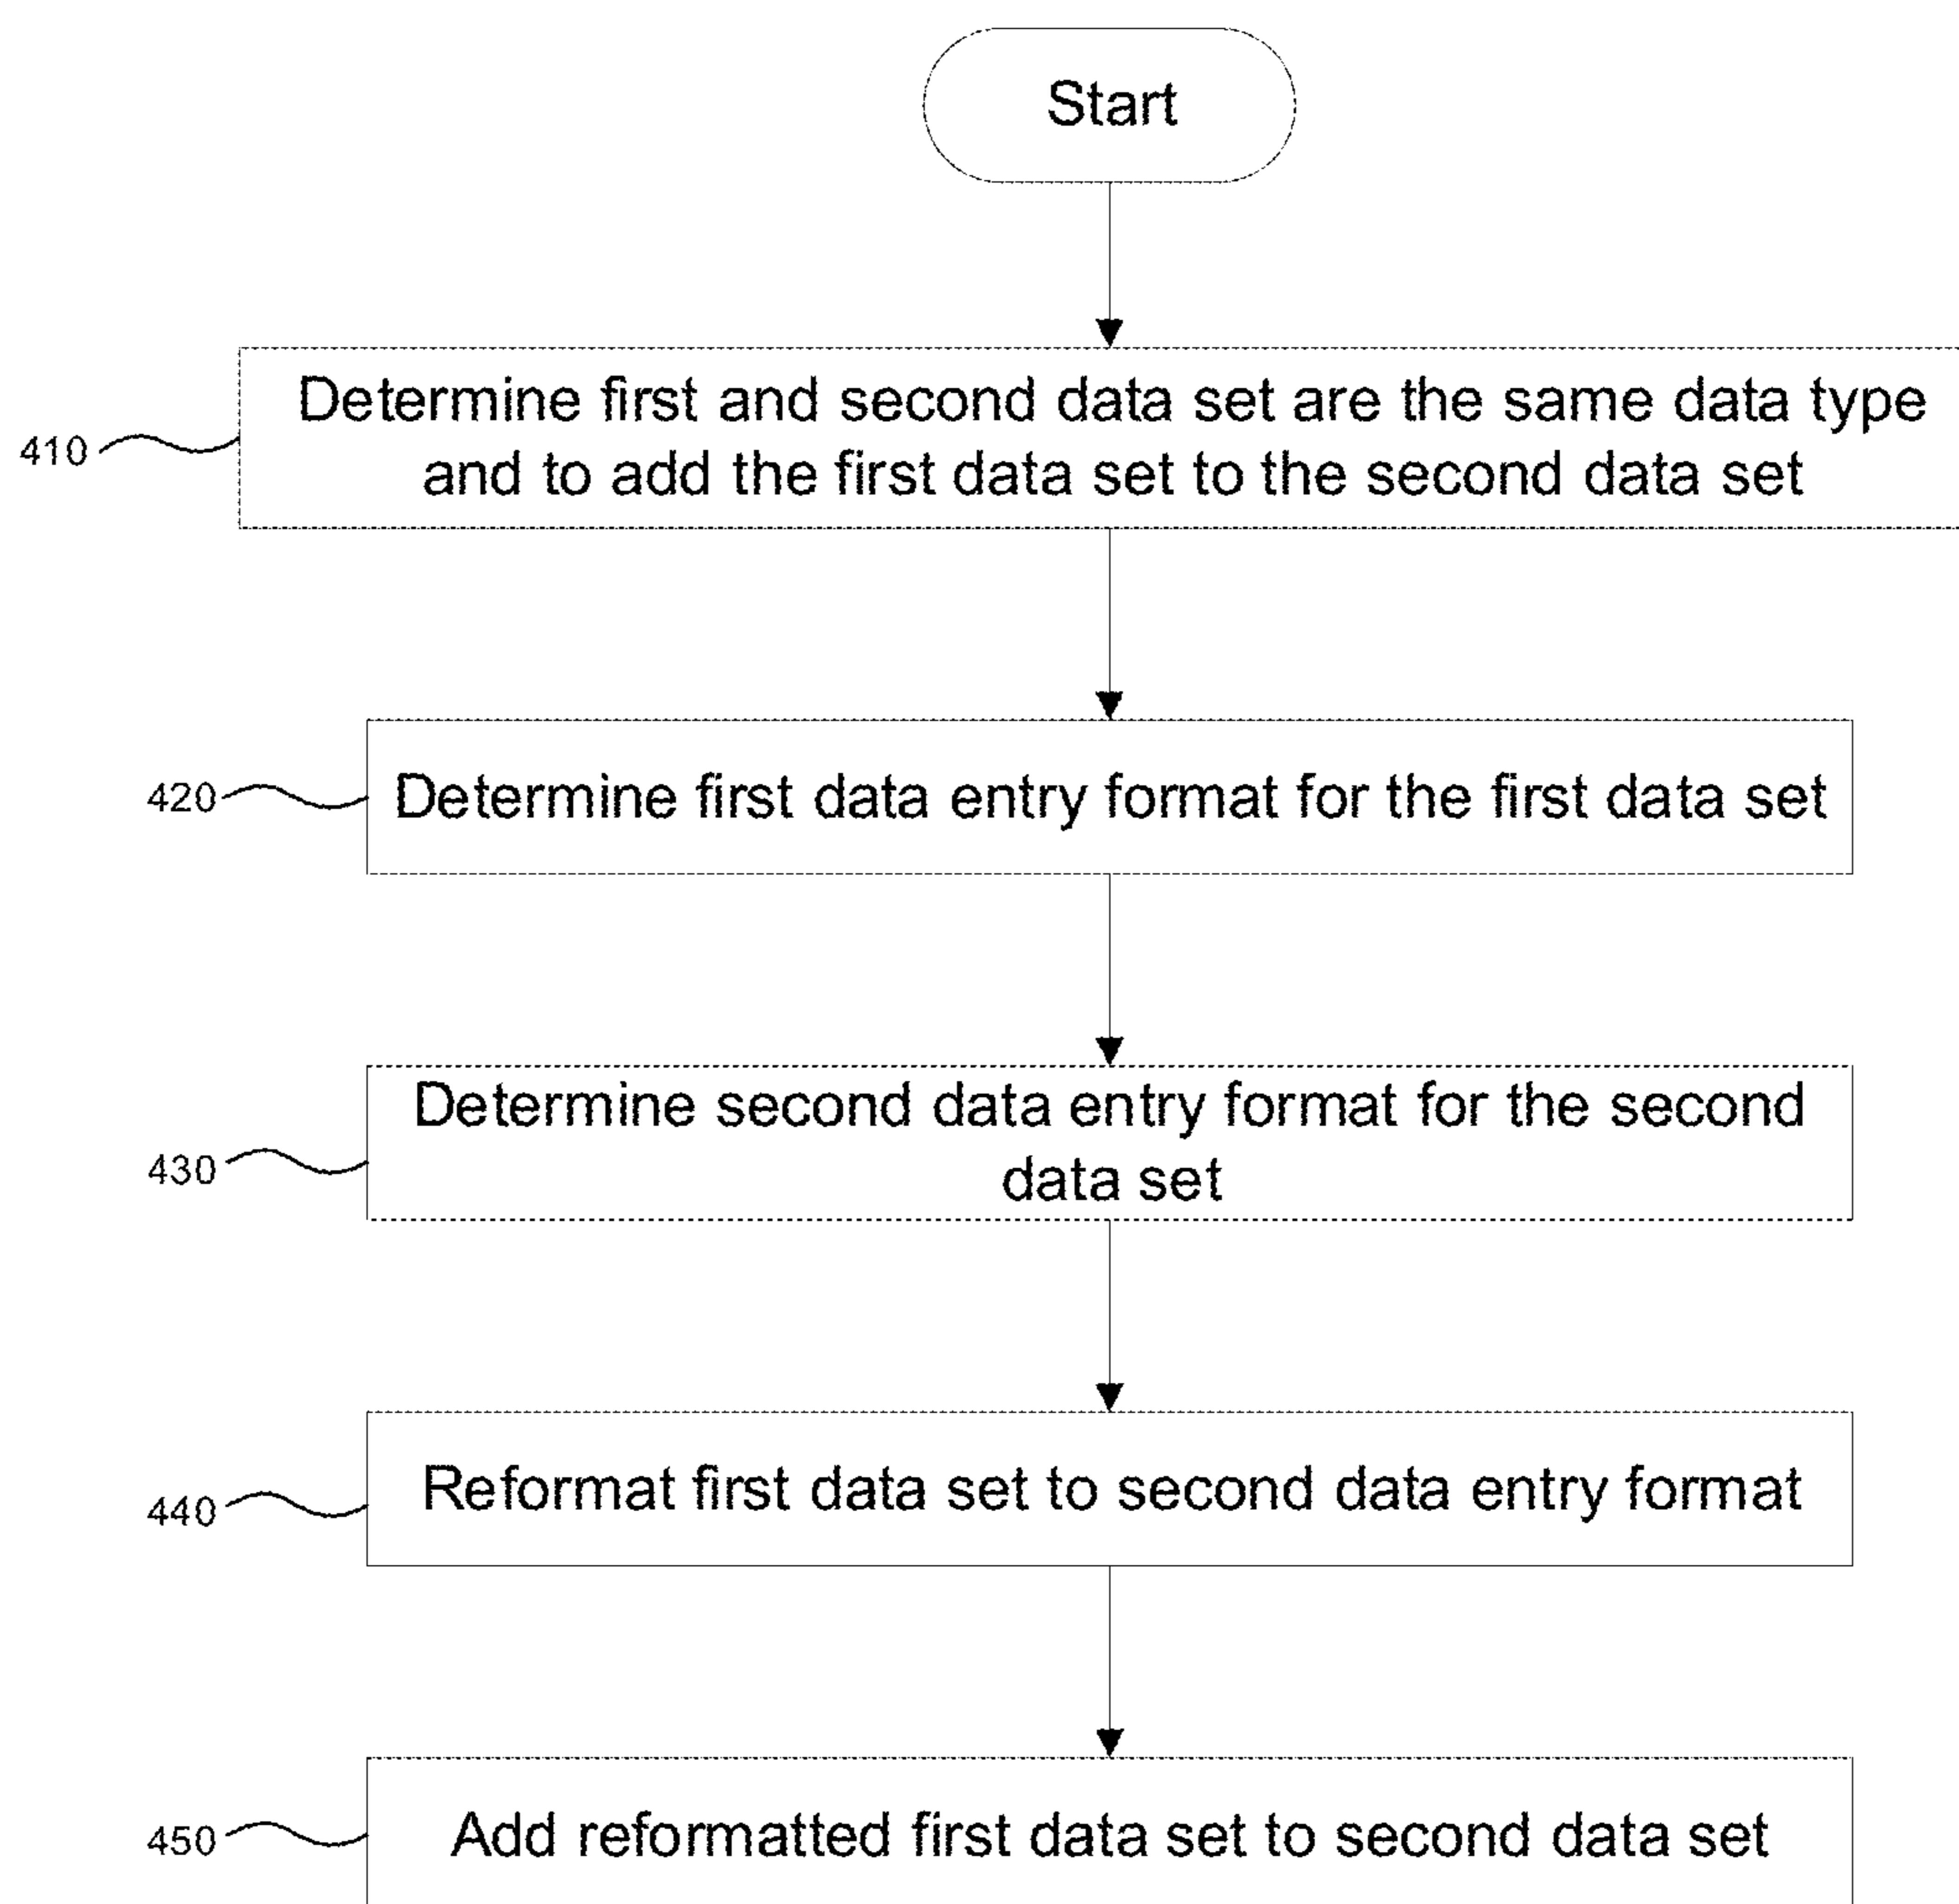 Start
410
Determine first and second data set are the same data type
and to add the first data set to the second data set
420
Determine first data entry format for the first data set
430
Determine second data entry format for the second
data set
440
Reformat first data set to second data entry format
450
Add reformatted first data set to second data set